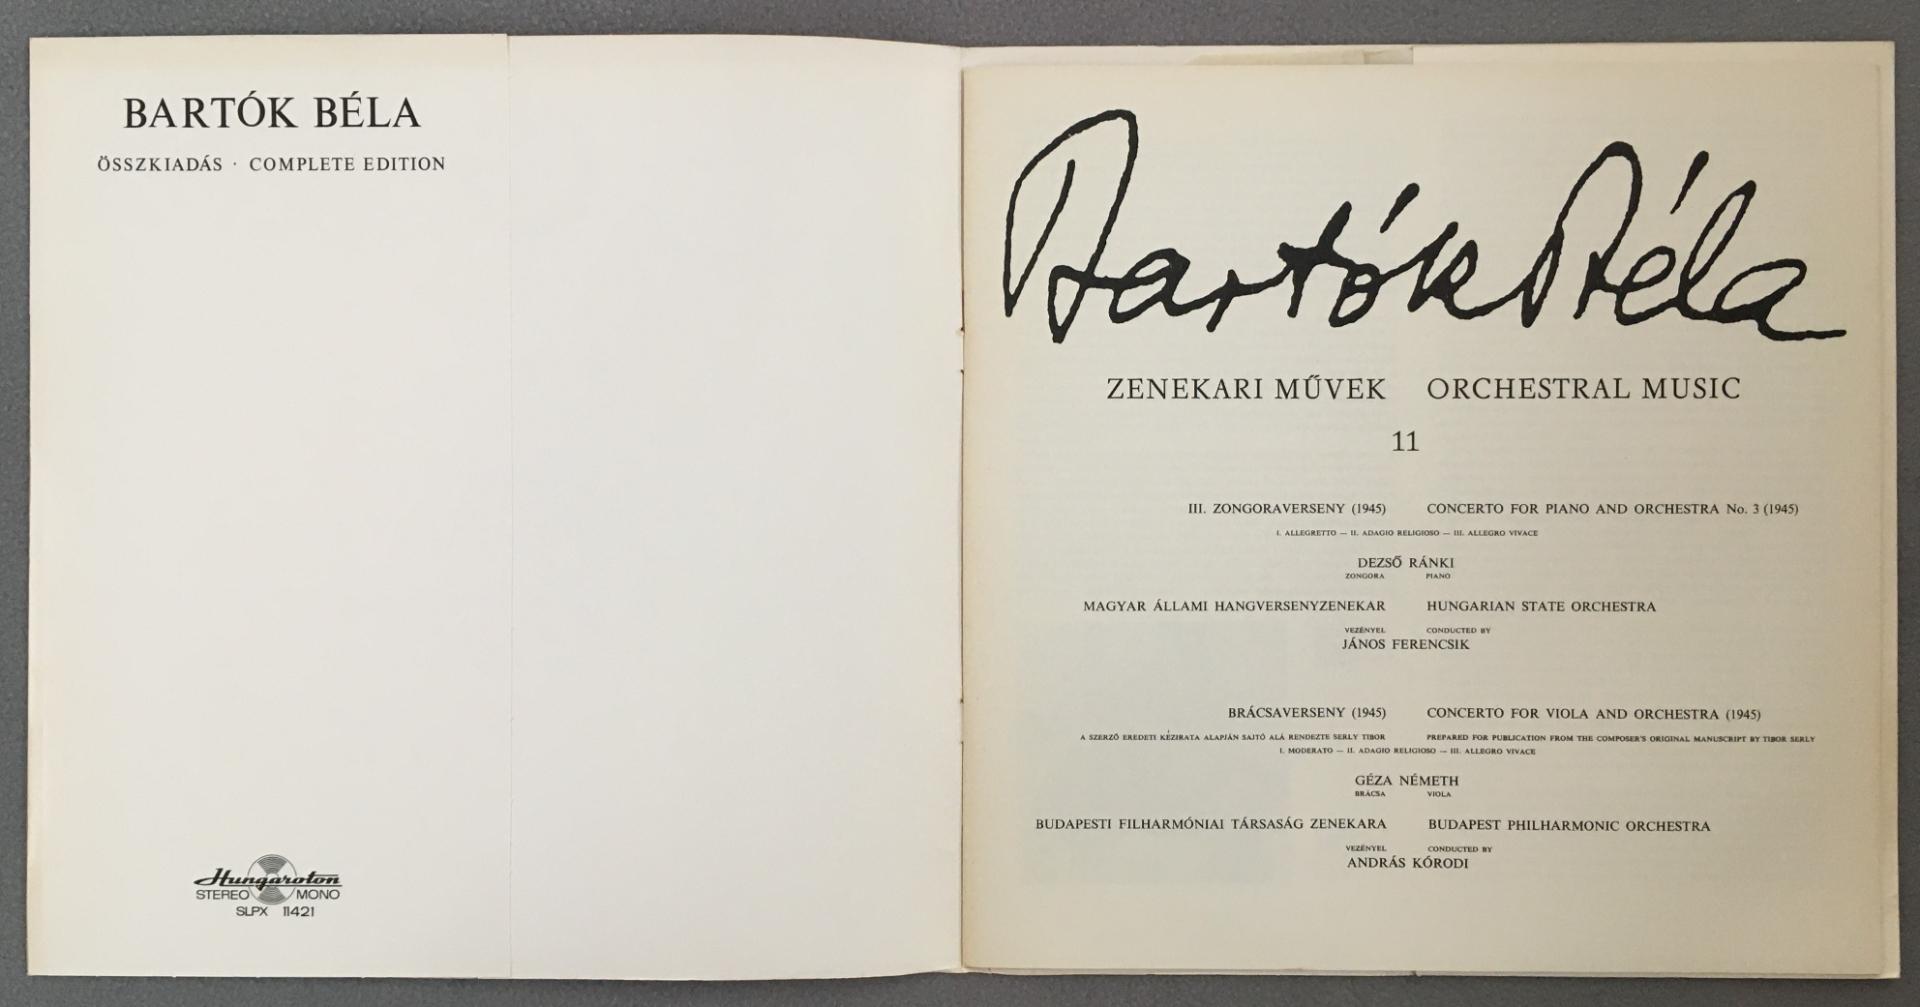 BARTÓK BÉLA
ÖSSZKIADÁS · COMPLETE EDITION
Hungaroton
STEREO MONO
SLPX 11421
Bartók Béla
ZENEKARI MŰVEK ORCHESTRAL MUSIC
11
III. ZONGORAVERSENY (1945) CONCERTO FOR PIANO AND ORCHESTRA No. 3 (1945)
I. ALLEGRETTO — II. ADAGIO RELIGIOSO — III. ALLEGRO VIVACE
DEZSŐ RÁNKI
ZONGORA PIANO
MAGYAR ÁLLAMI HANGVERSENYZENEKAR HUNGARIAN STATE ORCHESTRA
VEZÉNYEL CONDUCTED BY
JÁNOS FERENCSIK
BRÁCSAVERSENY (1945) CONCERTO FOR VIOLA AND ORCHESTRA (1945)
A SZERZŐ EREDETI KÉZIRATA ALAPJÁN SAJTÓ ALÁ RENDEZTE SERLY TIBOR PREPARED FOR PUBLICATION FROM THE COMPOSER'S ORIGINAL MANUSCRIPT BY TIBOR SERLY
I. MODERATO — II. ADAGIO RELIGIOSO — III. ALLEGRO VIVACE
GÉZA NÉMETH
BRÁCSA VIOLA
BUDAPESTI FILHARMÓNIAI TÁRSASÁG ZENEKARA BUDAPEST PHILHARMONIC ORCHESTRA
VEZÉNYEL CONDUCTED BY
ANDRÁS KÓRODI